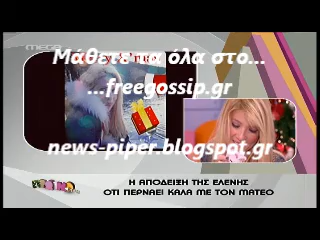 MEGA
Μάθετε τα όλα στο...
...freegossip.gr
news-piper.blogspot.gr
Η ΑΠΟΔΕΙΞΗ ΤΗΣ ΕΛΕΝΗΣ
ΟΤΙ ΠΕΡΝΑΕΙ ΚΑΛΑ ΜΕ ΤΟΝ ΜΑΤΕΟ